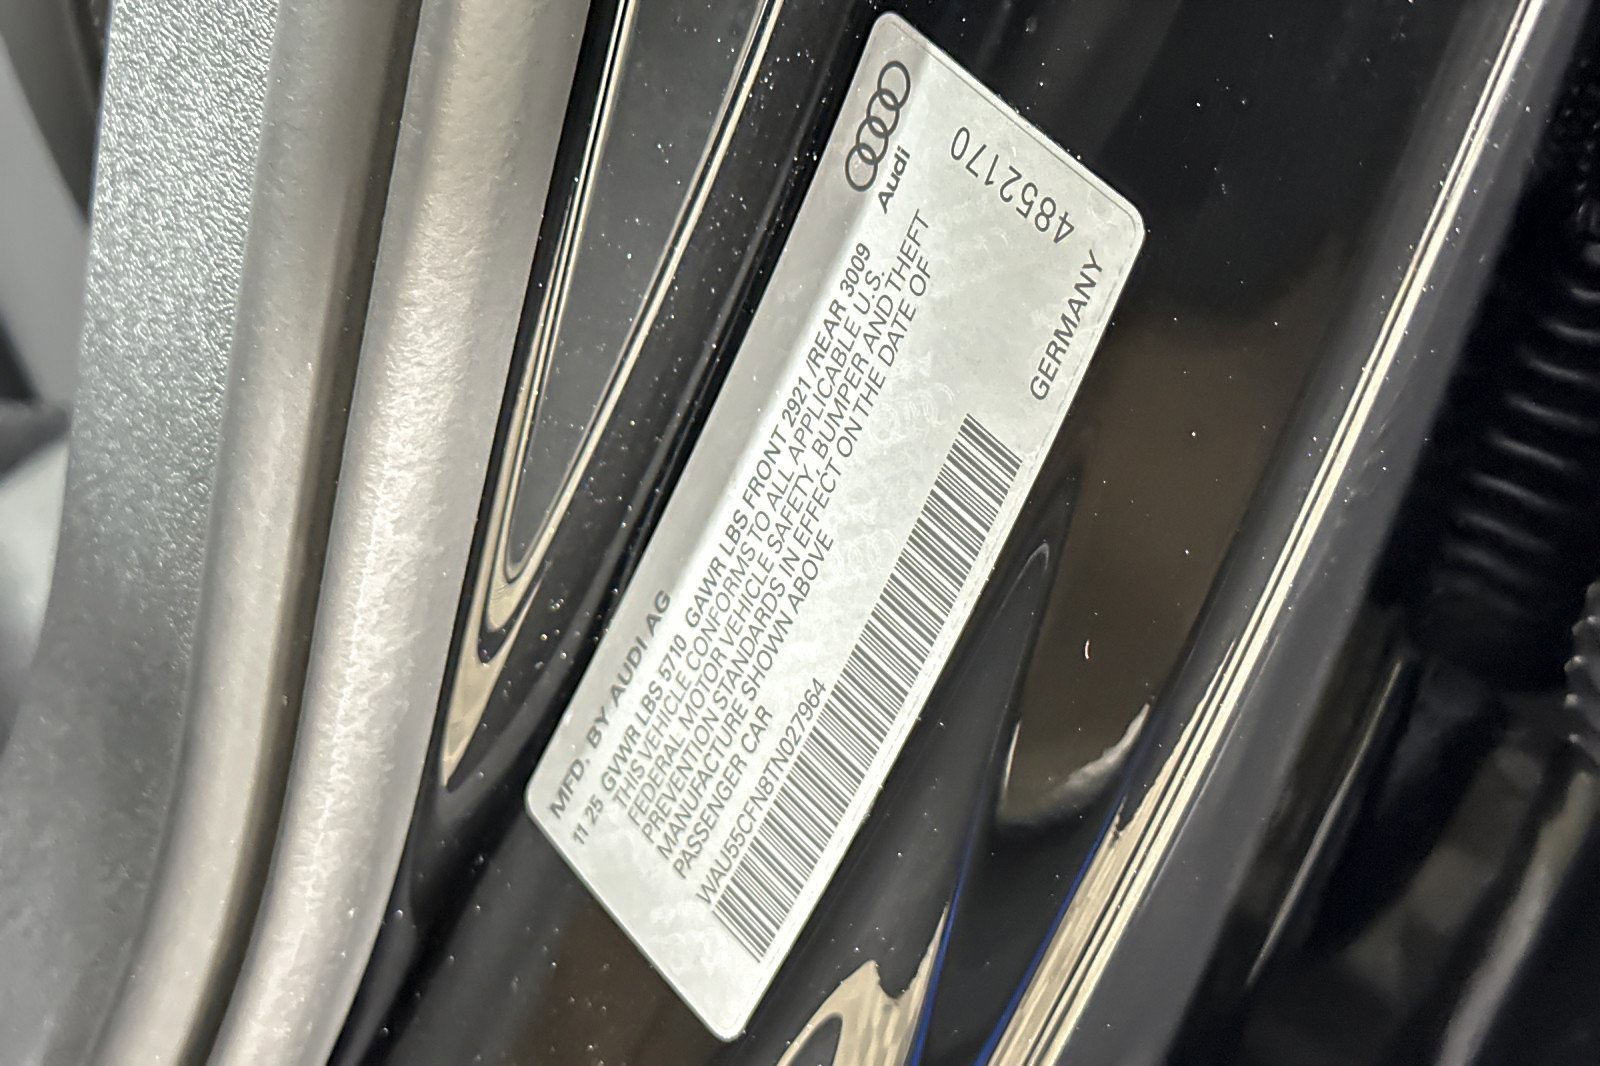 Audi
4852170
MFD. BY AUDI AG
11 25 GWWR LBS 5710 GAWR LBS FRONT 2921 /REAR 3009
THIS VEHICLE CONFORMS TO ALL APPLICABLE U.S.
FEDERAL MOTOR VEHICLE SAFETY, BUMPER AND THEFT
PREVENTION STANDARDS IN EFFECT ON THE DATE OF
MANUFACTURE SHOWN ABOVE
PASSENGER CAR
GERMANY
WAU55CFN8TN027964